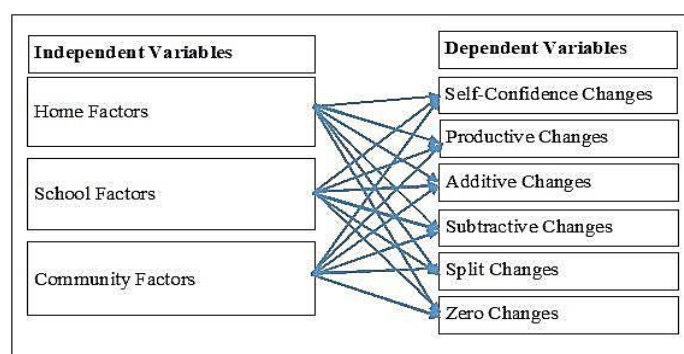 Independent Variables
Home Factors
School Factors
Community Factors
Dependent Variables
Self-Confidence Changes
Productive Changes
Additive Changes
Subtractive Changes
Split Changes
Zero Changes